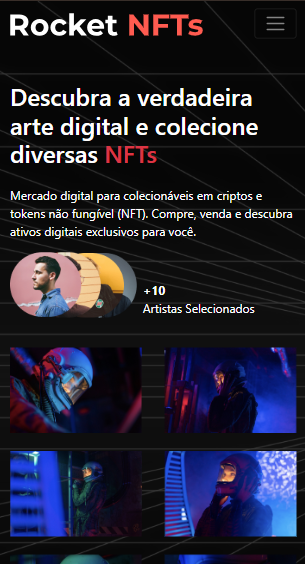 Rocket NFTs
Descubra a verdadeira
arte digital e colecione
diversas NFTs
Mercado digital para colecionáveis em criptos e
tokens não fungível (NFT). Compre, venda e descubra
ativos digitais exclusivos para você.
+10
Artistas Selecionados